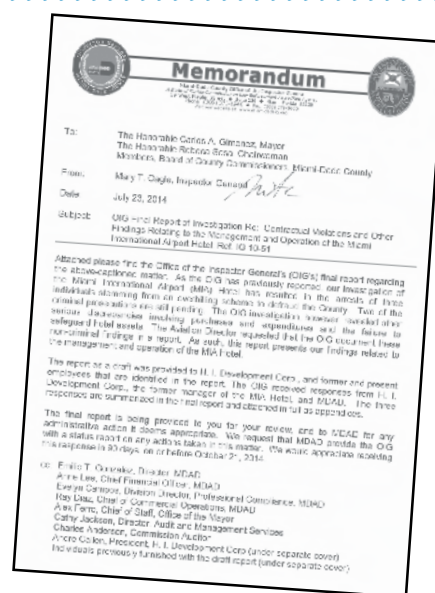 Memorandum
To: The Honorable Carlos A. Gimenez, Mayor
The Honorable Rebeca Sosa, Chairwoman
Members, Board of County Commissioners, Miami-Dade County
From: Mary T. Cagle, Inspector General
Date: July 23, 2014
Subject: OIG Final Report of Investigation Re: Contractual Violations and Other
Findings Relating to the Management and Operation of the Miami
International Airport Hotel, Ref. IG 10-51
Attached please find the Office of the Inspector General's (OIG's) final report regarding
the above-captioned matter. As the OIG has previously reported, our investigation of
the Miami International Airport (MIA) Hotel has resulted in the arrests of three
individuals stemming from an overbilling scheme to defraud the County. Two of the
criminal prosecutions are still pending. The OIG investigation however revealed other
serious discrepancies involving purchases and expenditures and the failure to
safeguard hotel assets. The Aviation Director requested that the OIG document these
non-criminal findings in a report. As such, this report presents our findings related to
the management and operation of the MIA Hotel.
The report as a draft was provided to H. I. Development Corp., and former and present
employees that are identified in the report. The OIG received responses from H. I.
Development Corp., the former manager of the MIA Hotel, and MDAD. The three
responses are summarized in the final report and attached in full as appendices.
The final report is being provided to you for your review, and to MDAD for any
administrative action it deems appropriate. We request that MDAD provide the OIG
with a status report on any actions taken in this matter. We would appreciate receiving
this response in 90 days, on or before October 21, 2014.
cc: Emilio T. Gonzalez, Director, MDAD
Anne Lee, Chief Financial Officer, MDAD
Evelyn Campos, Division Director, Professional Compliance, MDAD
Ray Diaz, Chief of Commercial Operations, MDAD
Alex Ferro, Chief of Staff, Office of the Mayor
Cathy Jackson, Director, Audit and Management Services
Charles Anderson, Commission Auditor
Andre Callen, President, H. I. Development Corp (under separate cover)
Individuals previously furnished with the draft report (under separate cover)